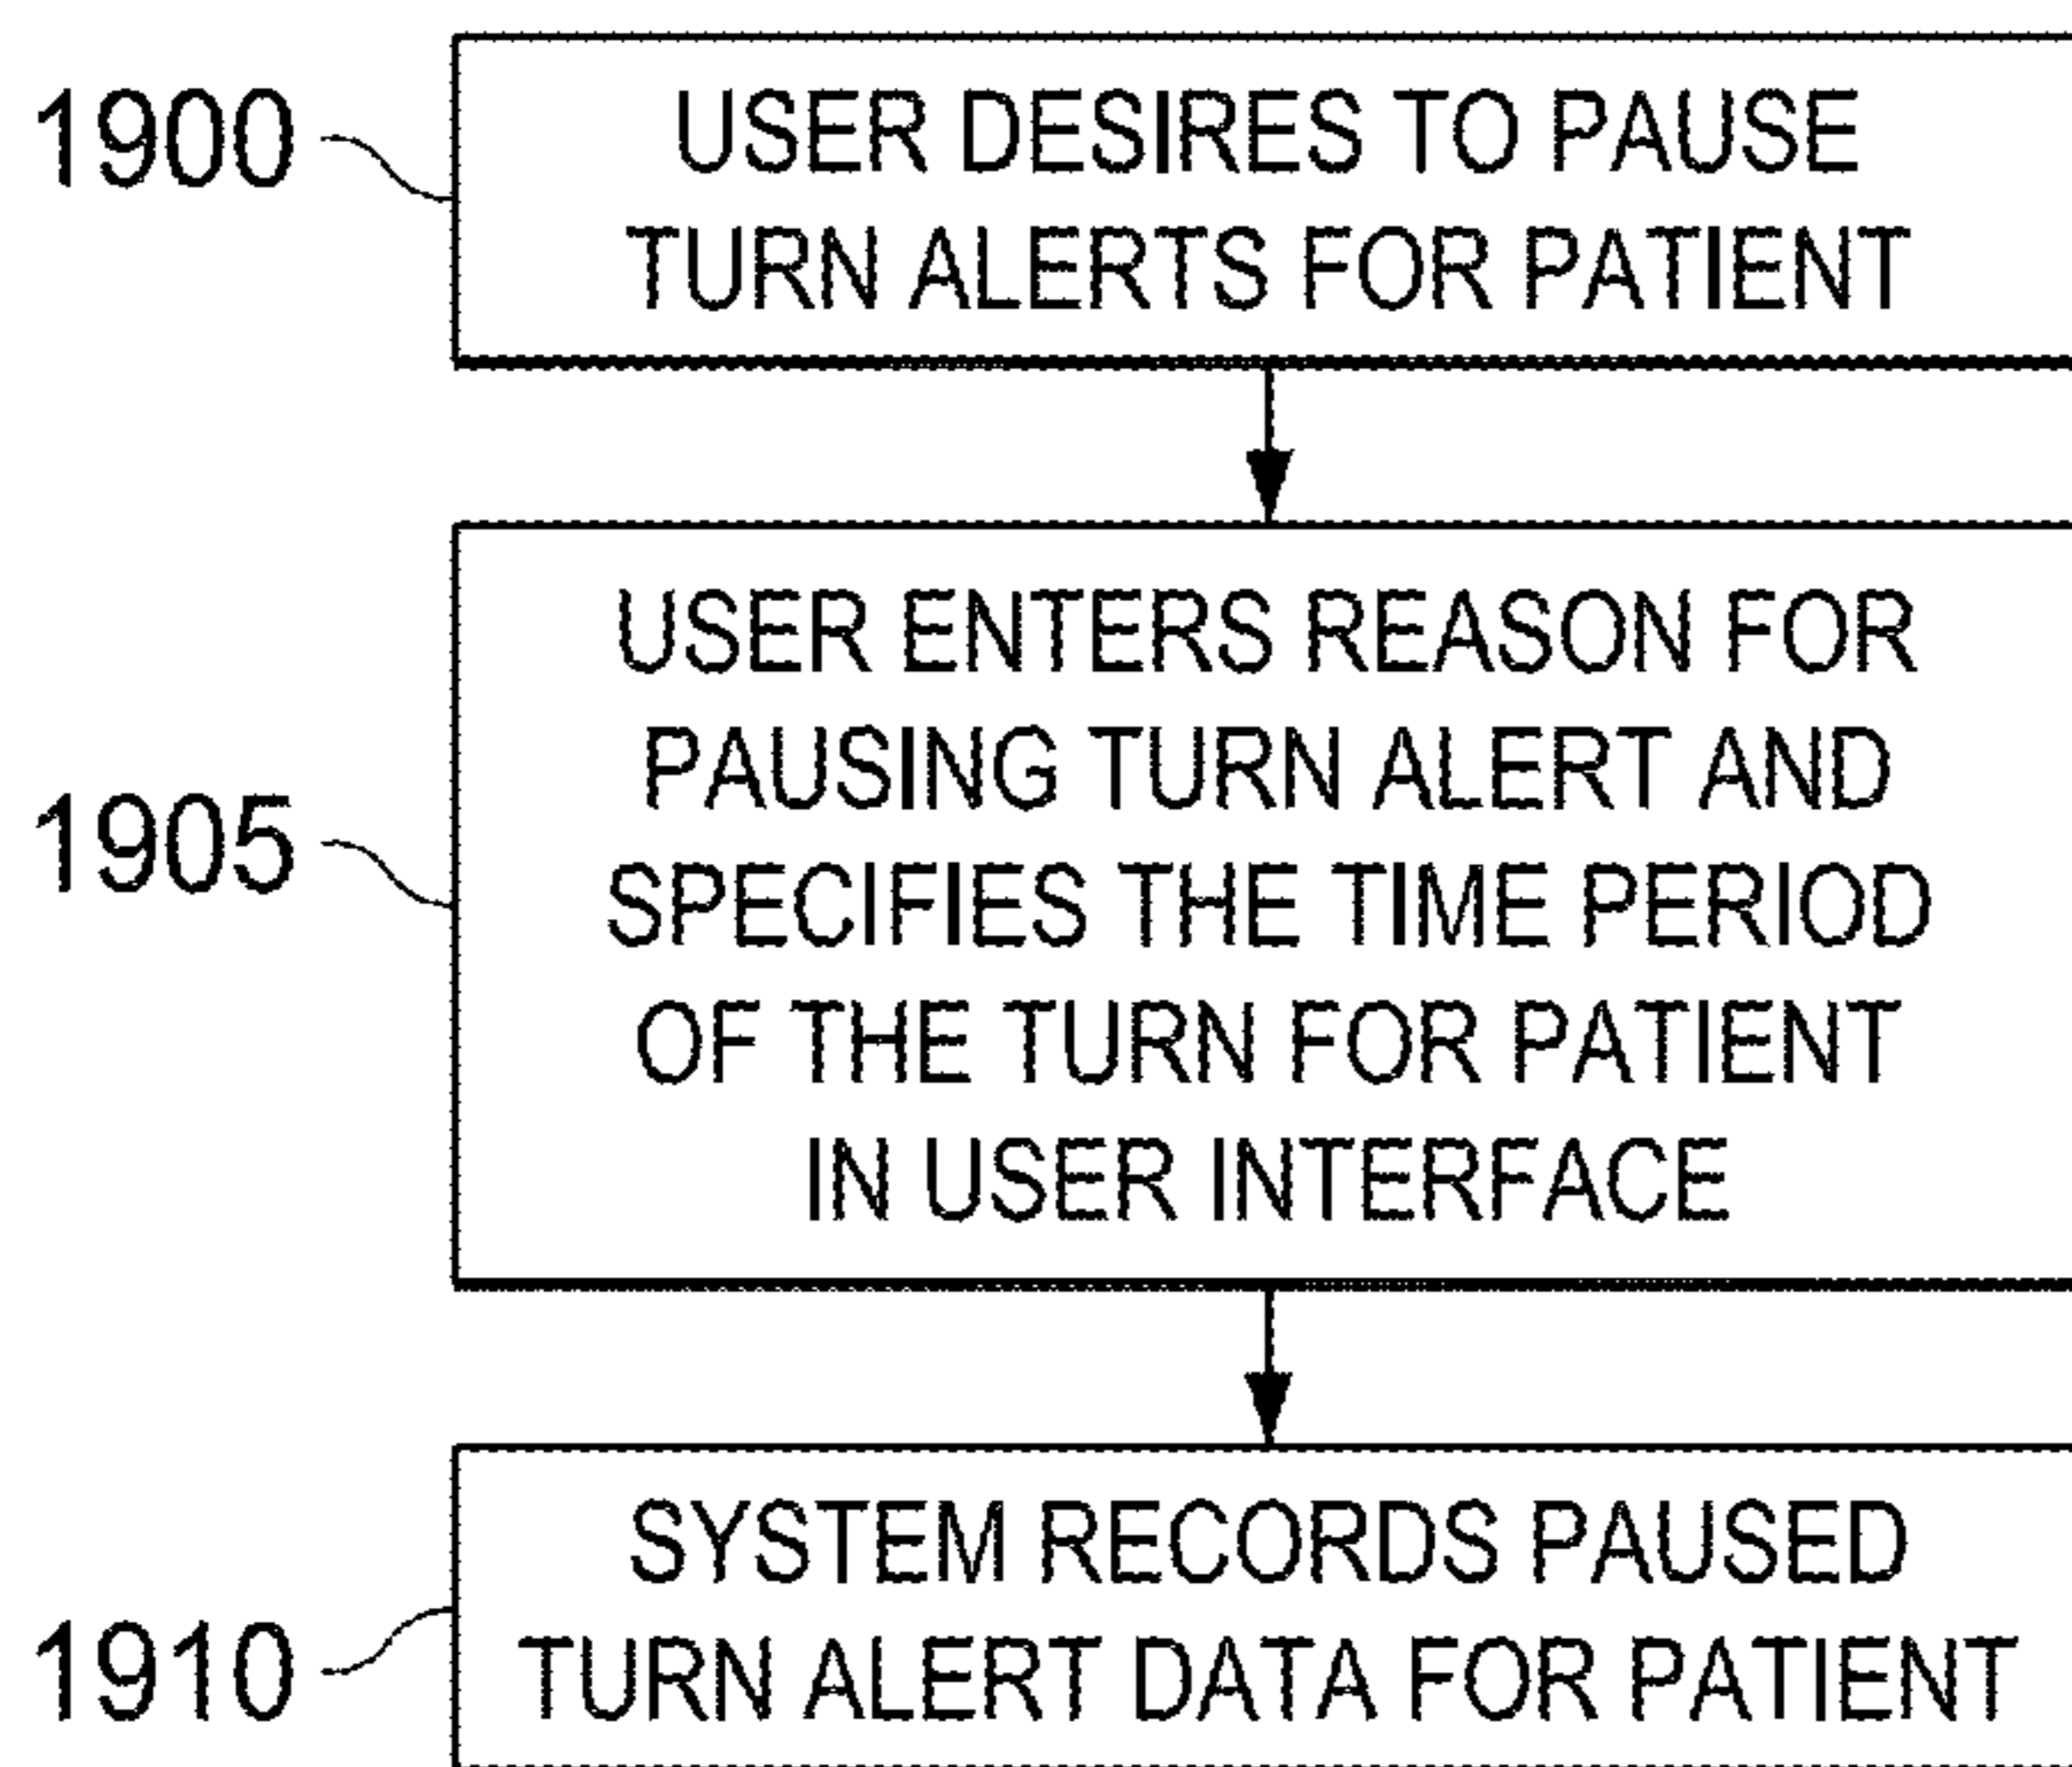 1900
USER DESIRES TO PAUSE
TURN ALERTS FOR PATIENT
1905
USER ENTERS REASON FOR
PAUSING TURN ALERT AND
SPECIFIES THE TIME PERIOD
OF THE TURN FOR PATIENT
IN USER INTERFACE
1910
SYSTEM RECORDS PAUSED
TURN ALERT DATA FOR PATIENT